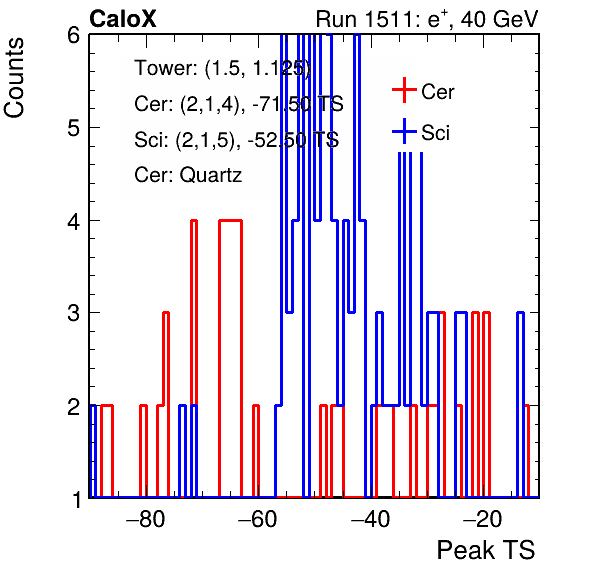 CaloX
Run 1511: e+, 40 GeV
Counts
6
5
4
3
2
1
Tower: (1.5, 1.125)
Cer: (2,1,4), -71.50 TS
Sci: (2,1,5), -52.50 TS
Cer: Quartz
Cer
Sci
−80
−60
−40
−20
Peak TS